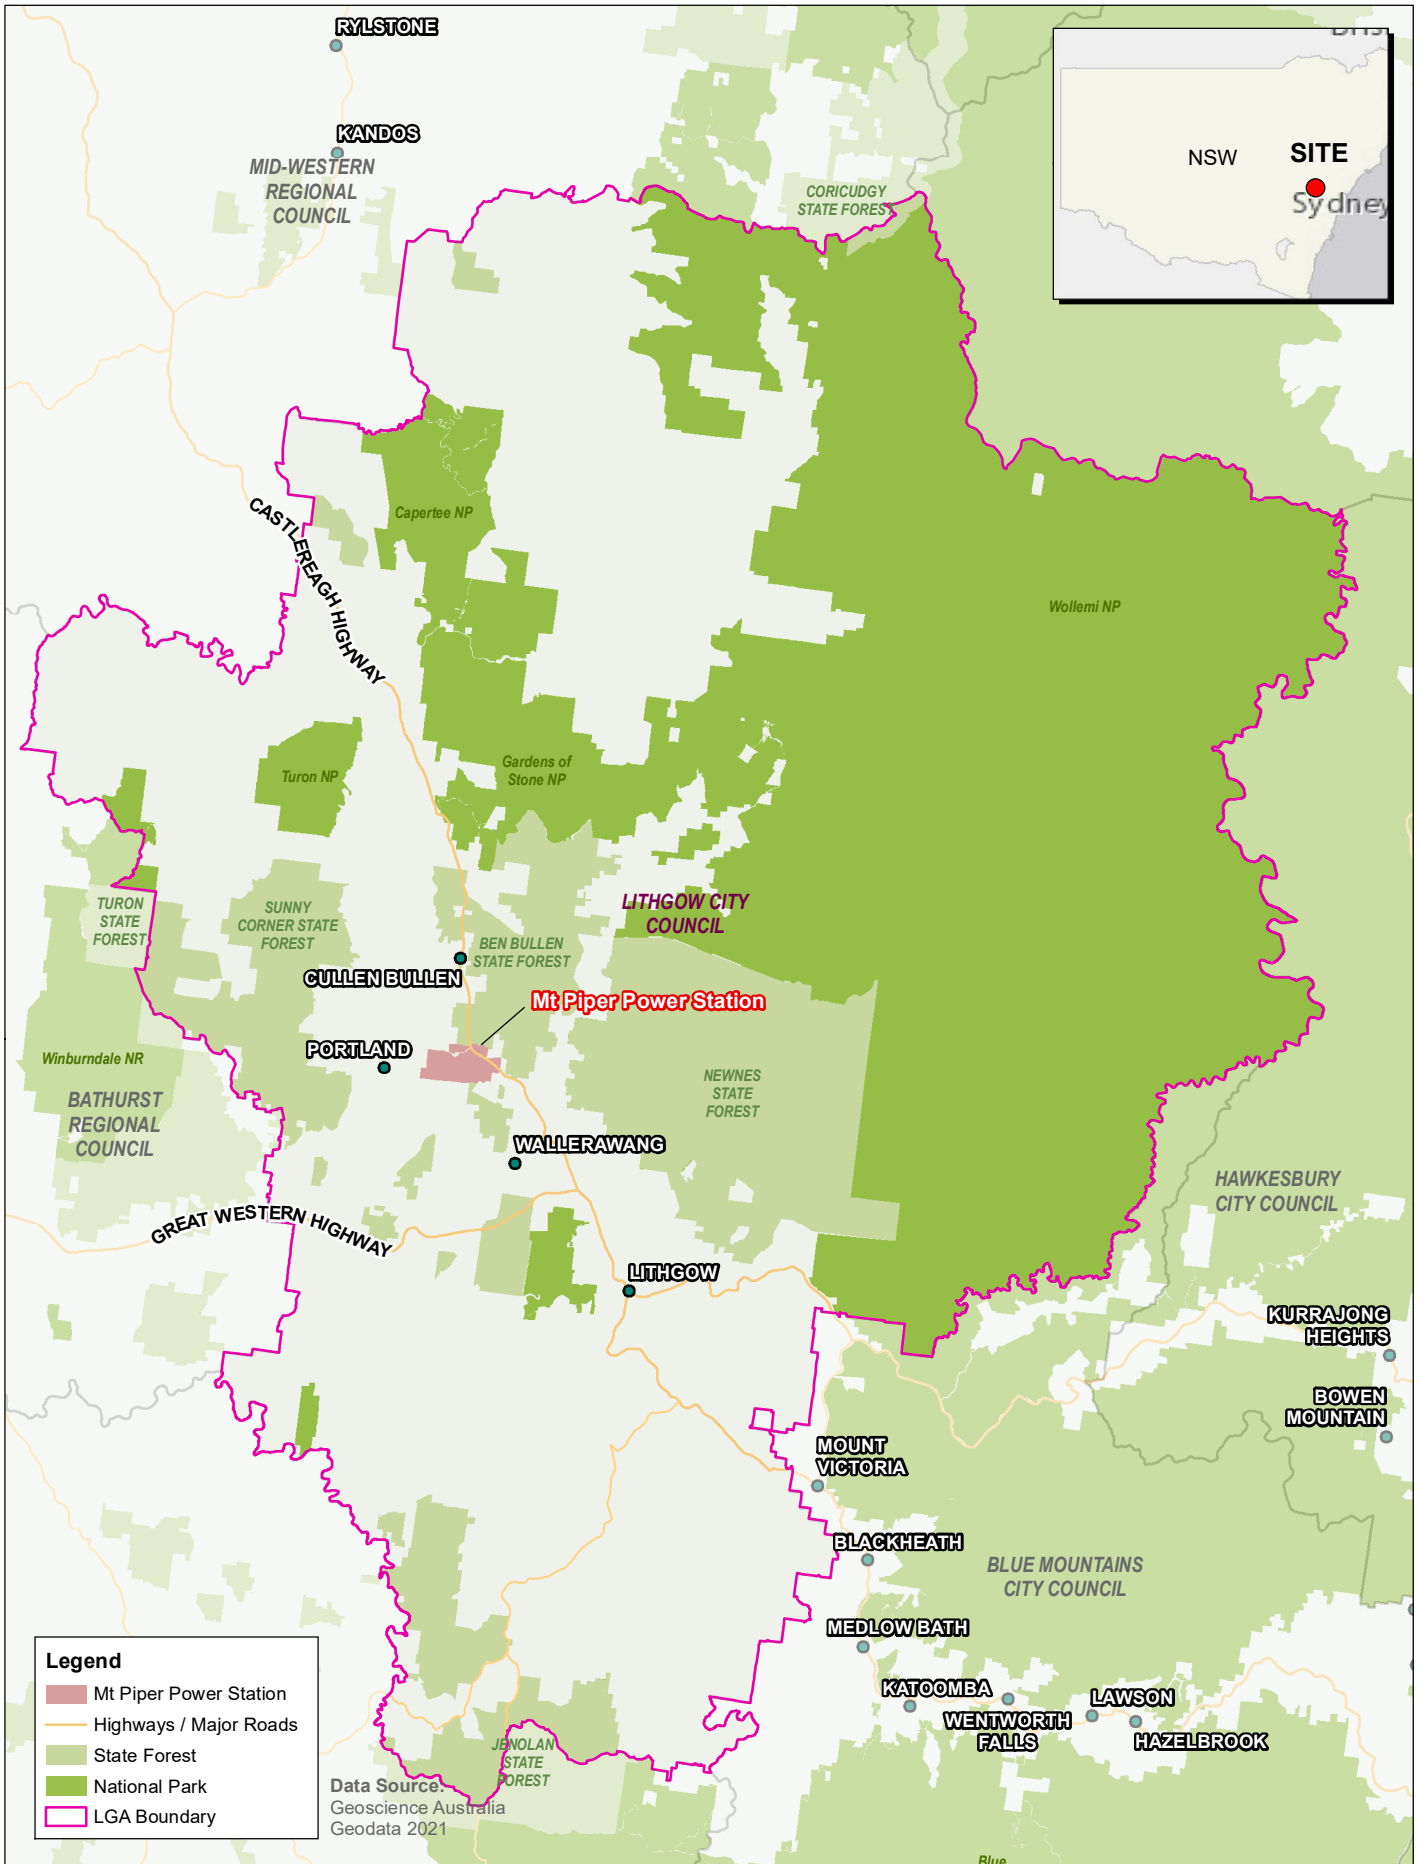 RYLSTONE
KANDOS
MID-WESTERN
REGIONAL
COUNCIL
CORICUDGY
STATE FOREST
NSW
SITE
Sydney
CASTLEREAGH HIGHWAY
Capertee NP
Wollemi NP
Turon NP
Gardens of
Stone NP
TURON
STATE
FOREST
SUNNY
CORNER STATE
FOREST
LITHGOW CITY
COUNCIL
BEN BULLEN
STATE FOREST
CULLEN BULLEN
Mt Piper Power Station
PORTLAND
Winburndale NR
NEWNES
STATE
FOREST
BATHURST
REGIONAL
COUNCIL
WALLERAWANG
HAWKESBURY
CITY COUNCIL
GREAT WESTERN HIGHWAY
LITHGOW
KURRAJONG
HEIGHTS
BOWEN
MOUNTAIN
MOUNT
VICTORIA
BLACKHEATH
BLUE MOUNTAINS
CITY COUNCIL
MEDLOW BATH
KATOOMBA
WENTWORTH
FALLS
LAWSON
HAZELBROOK
JENOLAN
STATE
FOREST
Legend
Mt Piper Power Station
Highways / Major Roads
State Forest
National Park
LGA Boundary
Data Source:
Geoscience Australia
Geodata 2021
Blue